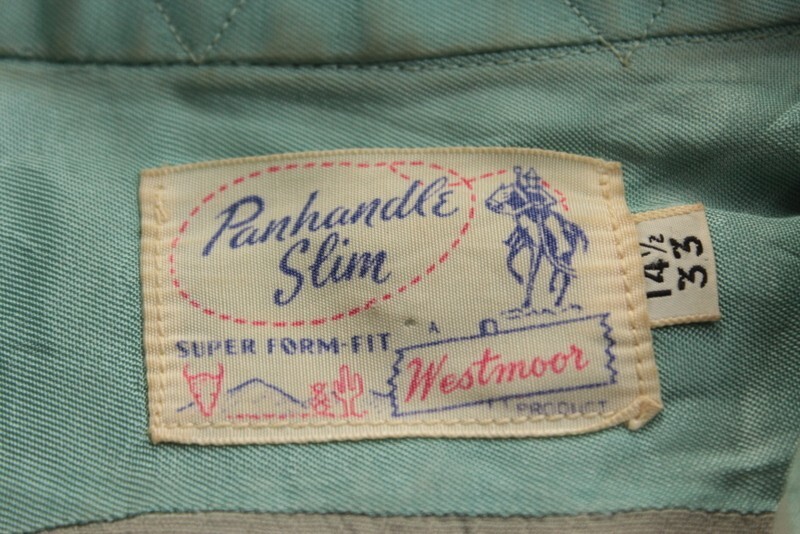 Panhandle
Slim
SUPER FORM-FIT
A
Westmoor
PRODUCT
14½
33